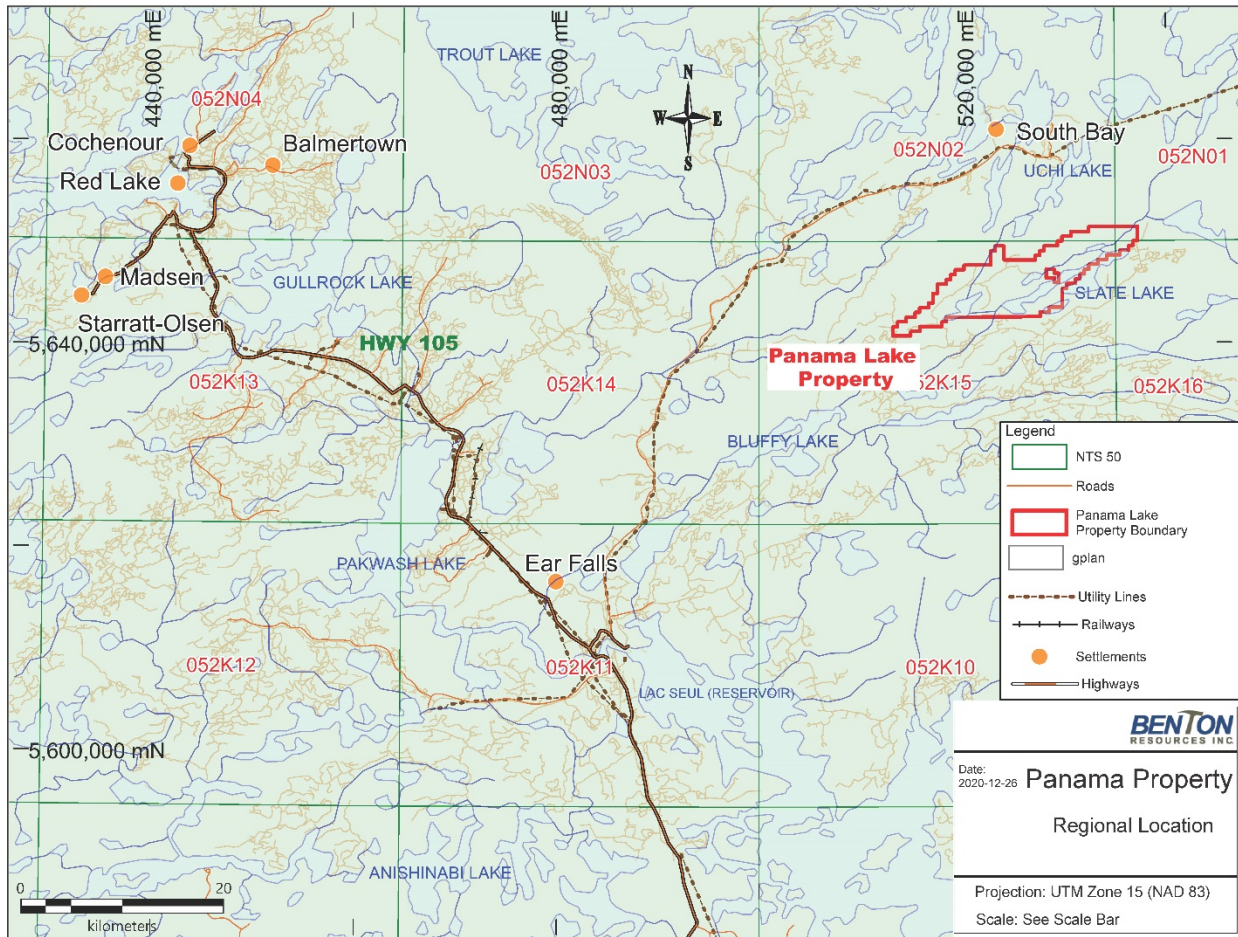 440,000 mE
480,000 mE
520,000 mE
TROUT LAKE
052N04
Cochenour
Balmertown
Red Lake
N
W E
S
052N03
052N02
South Bay
052N01
UCHI LAKE
Madsen
GULLROCK LAKE
Starratt-Olsen
SLATE LAKE
5,640,000 mN
HWY 105
Panama Lake
Property
052K13
052K14
52K15
052K16
BLUFFY LAKE
Legend
NTS 50
Roads
Panama Lake
Property Boundary
gplan
Utility Lines
Railways
Settlements
Highways
PAKWASH LAKE
Ear Falls
052K12
052K11
052K10
LAC SEUL (RESERVOIR)
5,600,000 mN
ANISHINABI LAKE
0 20
kilometers
BENTON
RESOURCES INC.
Date:
2020-12-26
Panama Property
Regional Location
Projection: UTM Zone 15 (NAD 83)
Scale: See Scale Bar